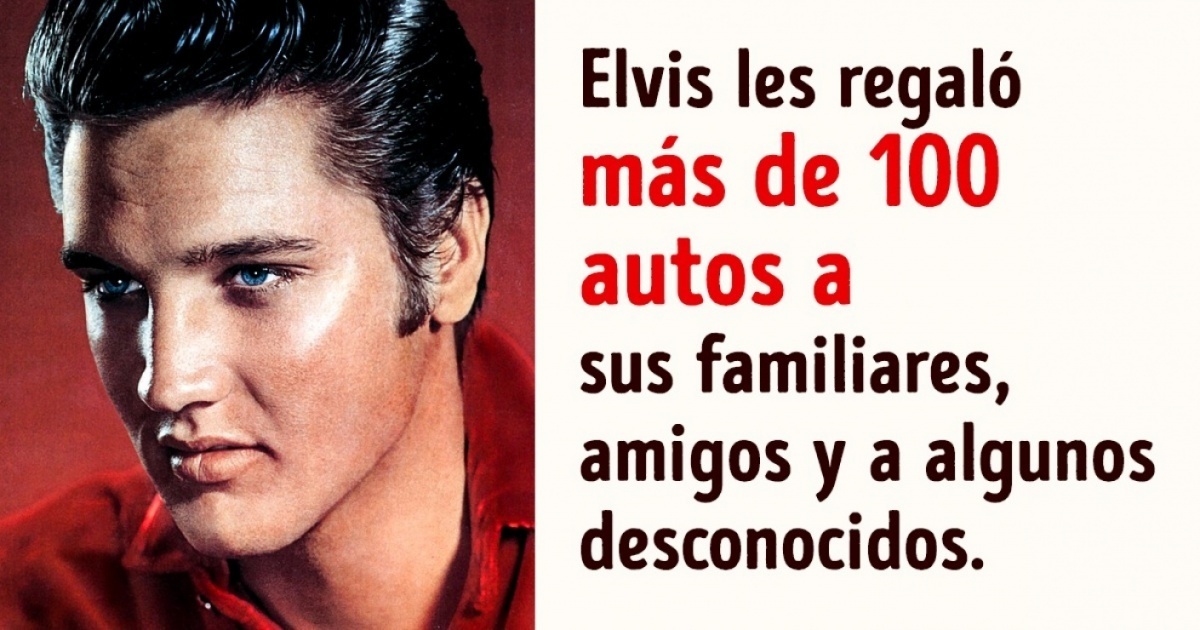 Elvis les regaló
más de 100
autos a
sus familiares,
amigos y a algunos
desconocidos.